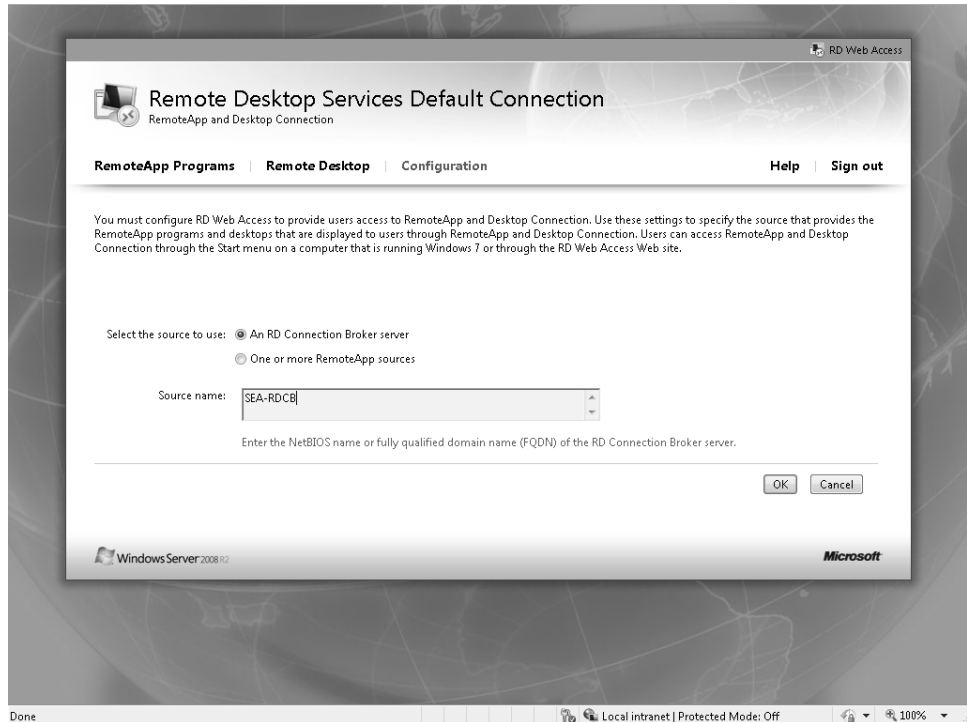 RD Web Access
Remote Desktop Services Default Connection
RemoteApp and Desktop Connection
RemoteApp Programs | Remote Desktop | Configuration Help | Sign out
You must configure RD Web Access to provide users access to RemoteApp and Desktop Connection. Use these settings to specify the source that provides the
RemoteApp programs and desktops that are displayed to users through RemoteApp and Desktop Connection. Users can access RemoteApp and Desktop
Connection through the Start menu on a computer that is running Windows 7 or through the RD Web Access Web site.
Select the source to use: An RD Connection Broker server
One or more RemoteApp sources
Source name: SEA-RDCB
Enter the NetBIOS name or fully qualified domain name (FQDN) of the RD Connection Broker server.
OK Cancel
Windows Server 2008 R2 Microsoft
Done Local intranet | Protected Mode: Off 100%